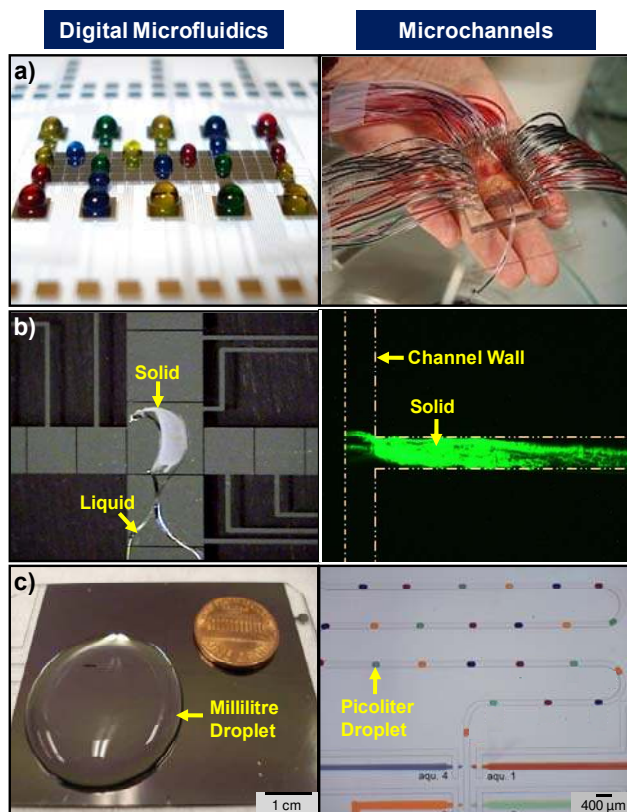 Digital Microfluidics
Microchannels
a)
b)
Solid
Liquid
Channel Wall
Solid
c)
Millilitre
Droplet
1 cm
Picoliter
Droplet
aqu. 4
aqu. 1
400 µm